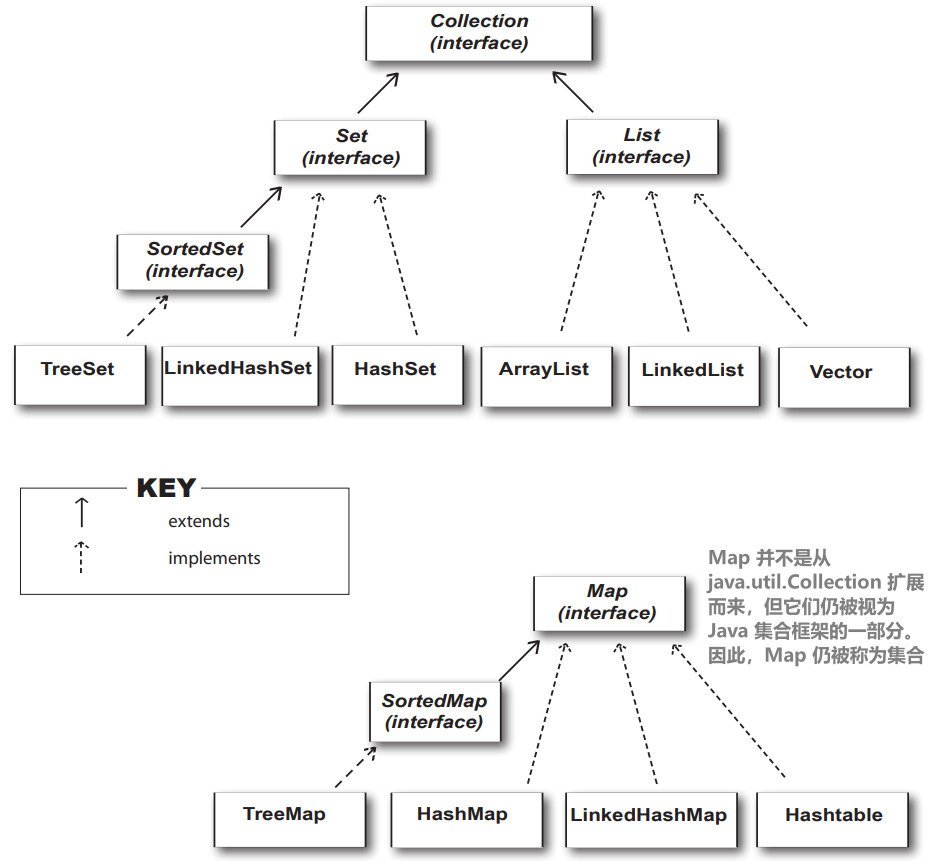 Collection
(interface)
Set
(interface)
List
(interface)
SortedSet
(interface)
TreeSet
LinkedHashSet
HashSet
ArrayList
LinkedList
Vector
KEY
extends
implements
Map 并不是从
java.util.Collection 扩展
而来，但它们仍被视为
Java 集合框架的一部分。
因此，Map 仍被称为集合
Map
(interface)
SortedMap
(interface)
TreeMap
HashMap
LinkedHashMap
Hashtable